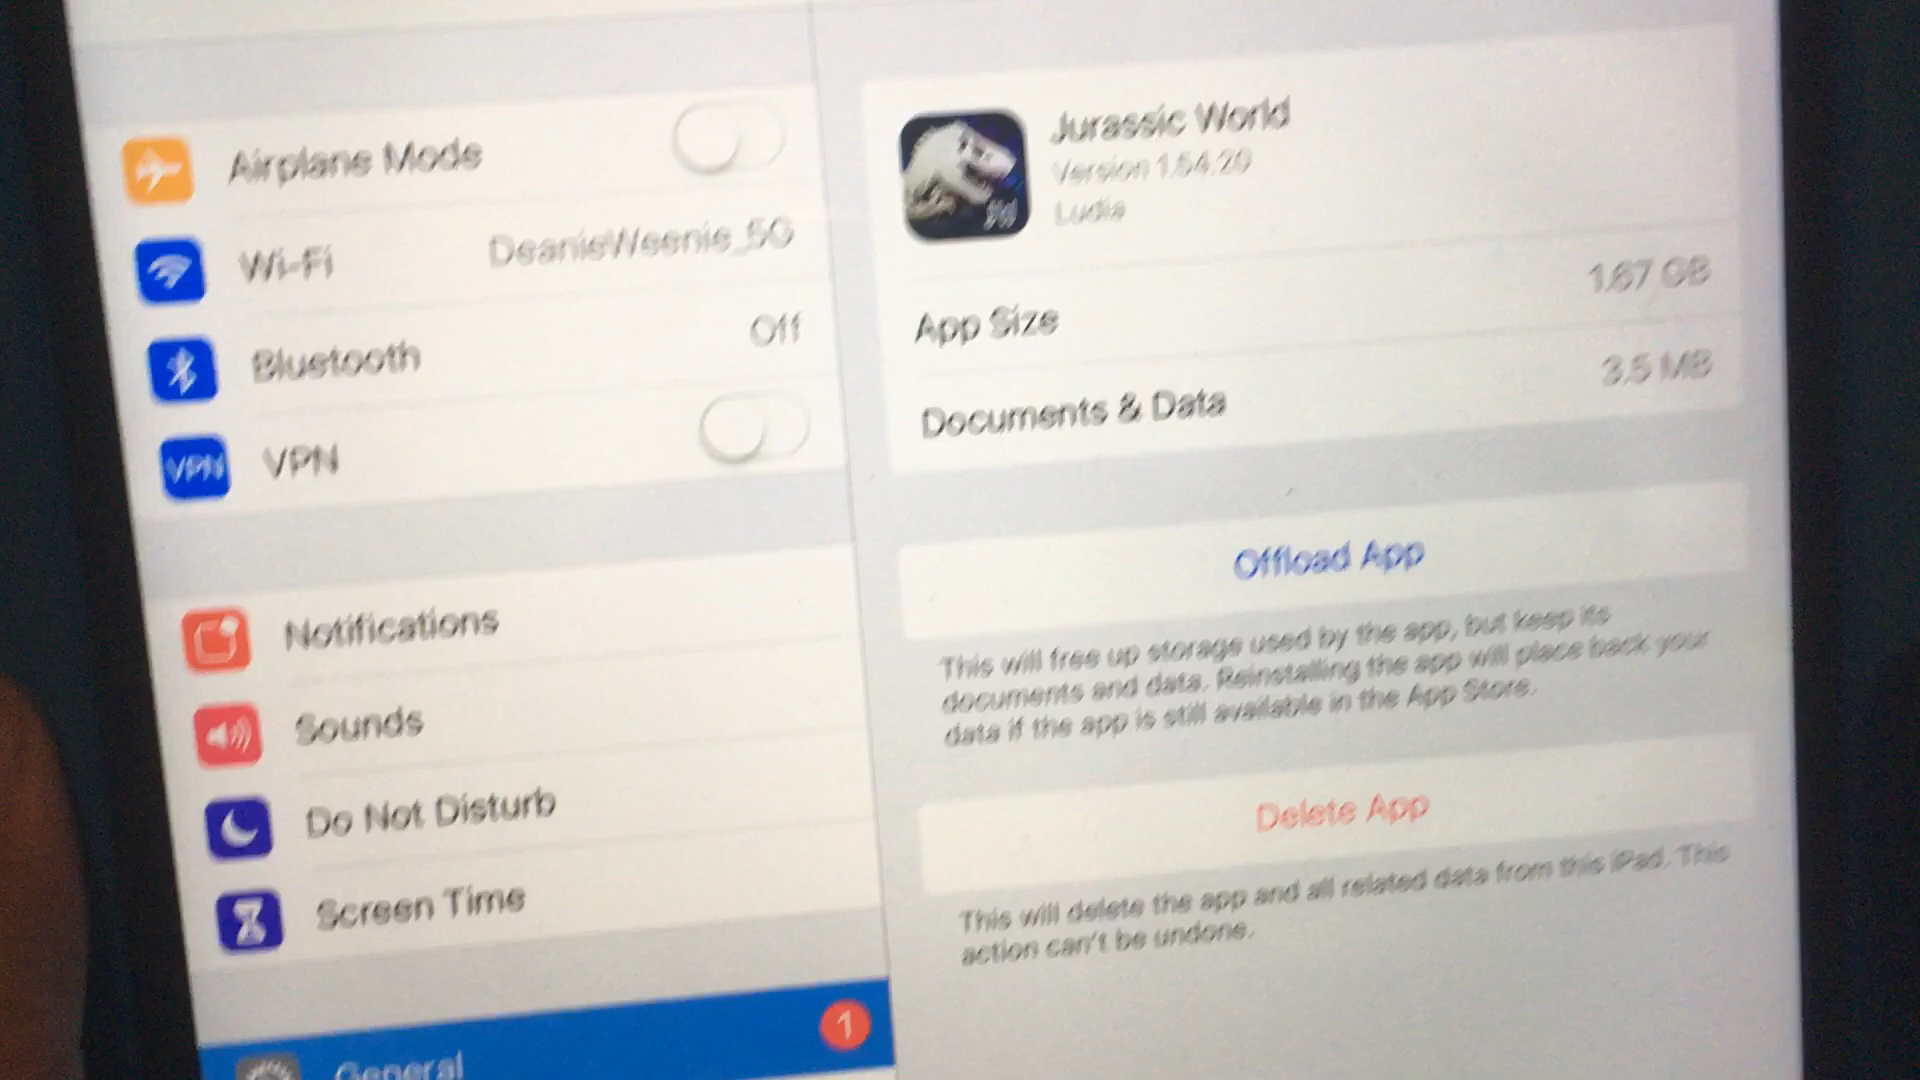 Airplane Mode
Wi-Fi
DeanieWeenie_5G
Bluetooth
Off
VPN
VPN
Notifications
Sounds
Do Not Disturb
Screen Time
General
1
Jurassic World
Version 1.54.20
Ludia
App Size
1.67 GB
Documents & Data
3.5 MB
Offload App
This will free up storage used by the app, but keep its
documents and data. Reinstalling the app will place back your
data if the app is still available in the App Store.
Delete App
This will delete the app and all related data from this iPad. This
action can't be undone.